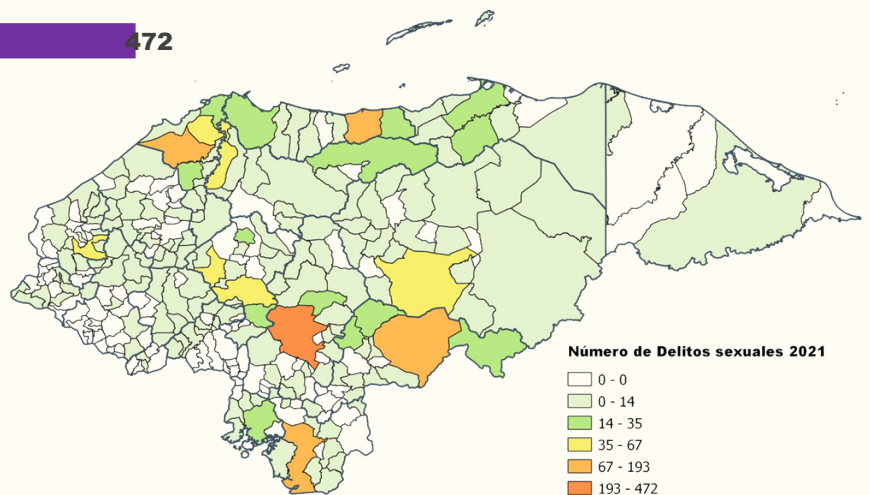 472
Número de Delitos sexuales 2021
0 - 0
0 - 14
14 - 35
35 - 67
67 - 193
193 - 472